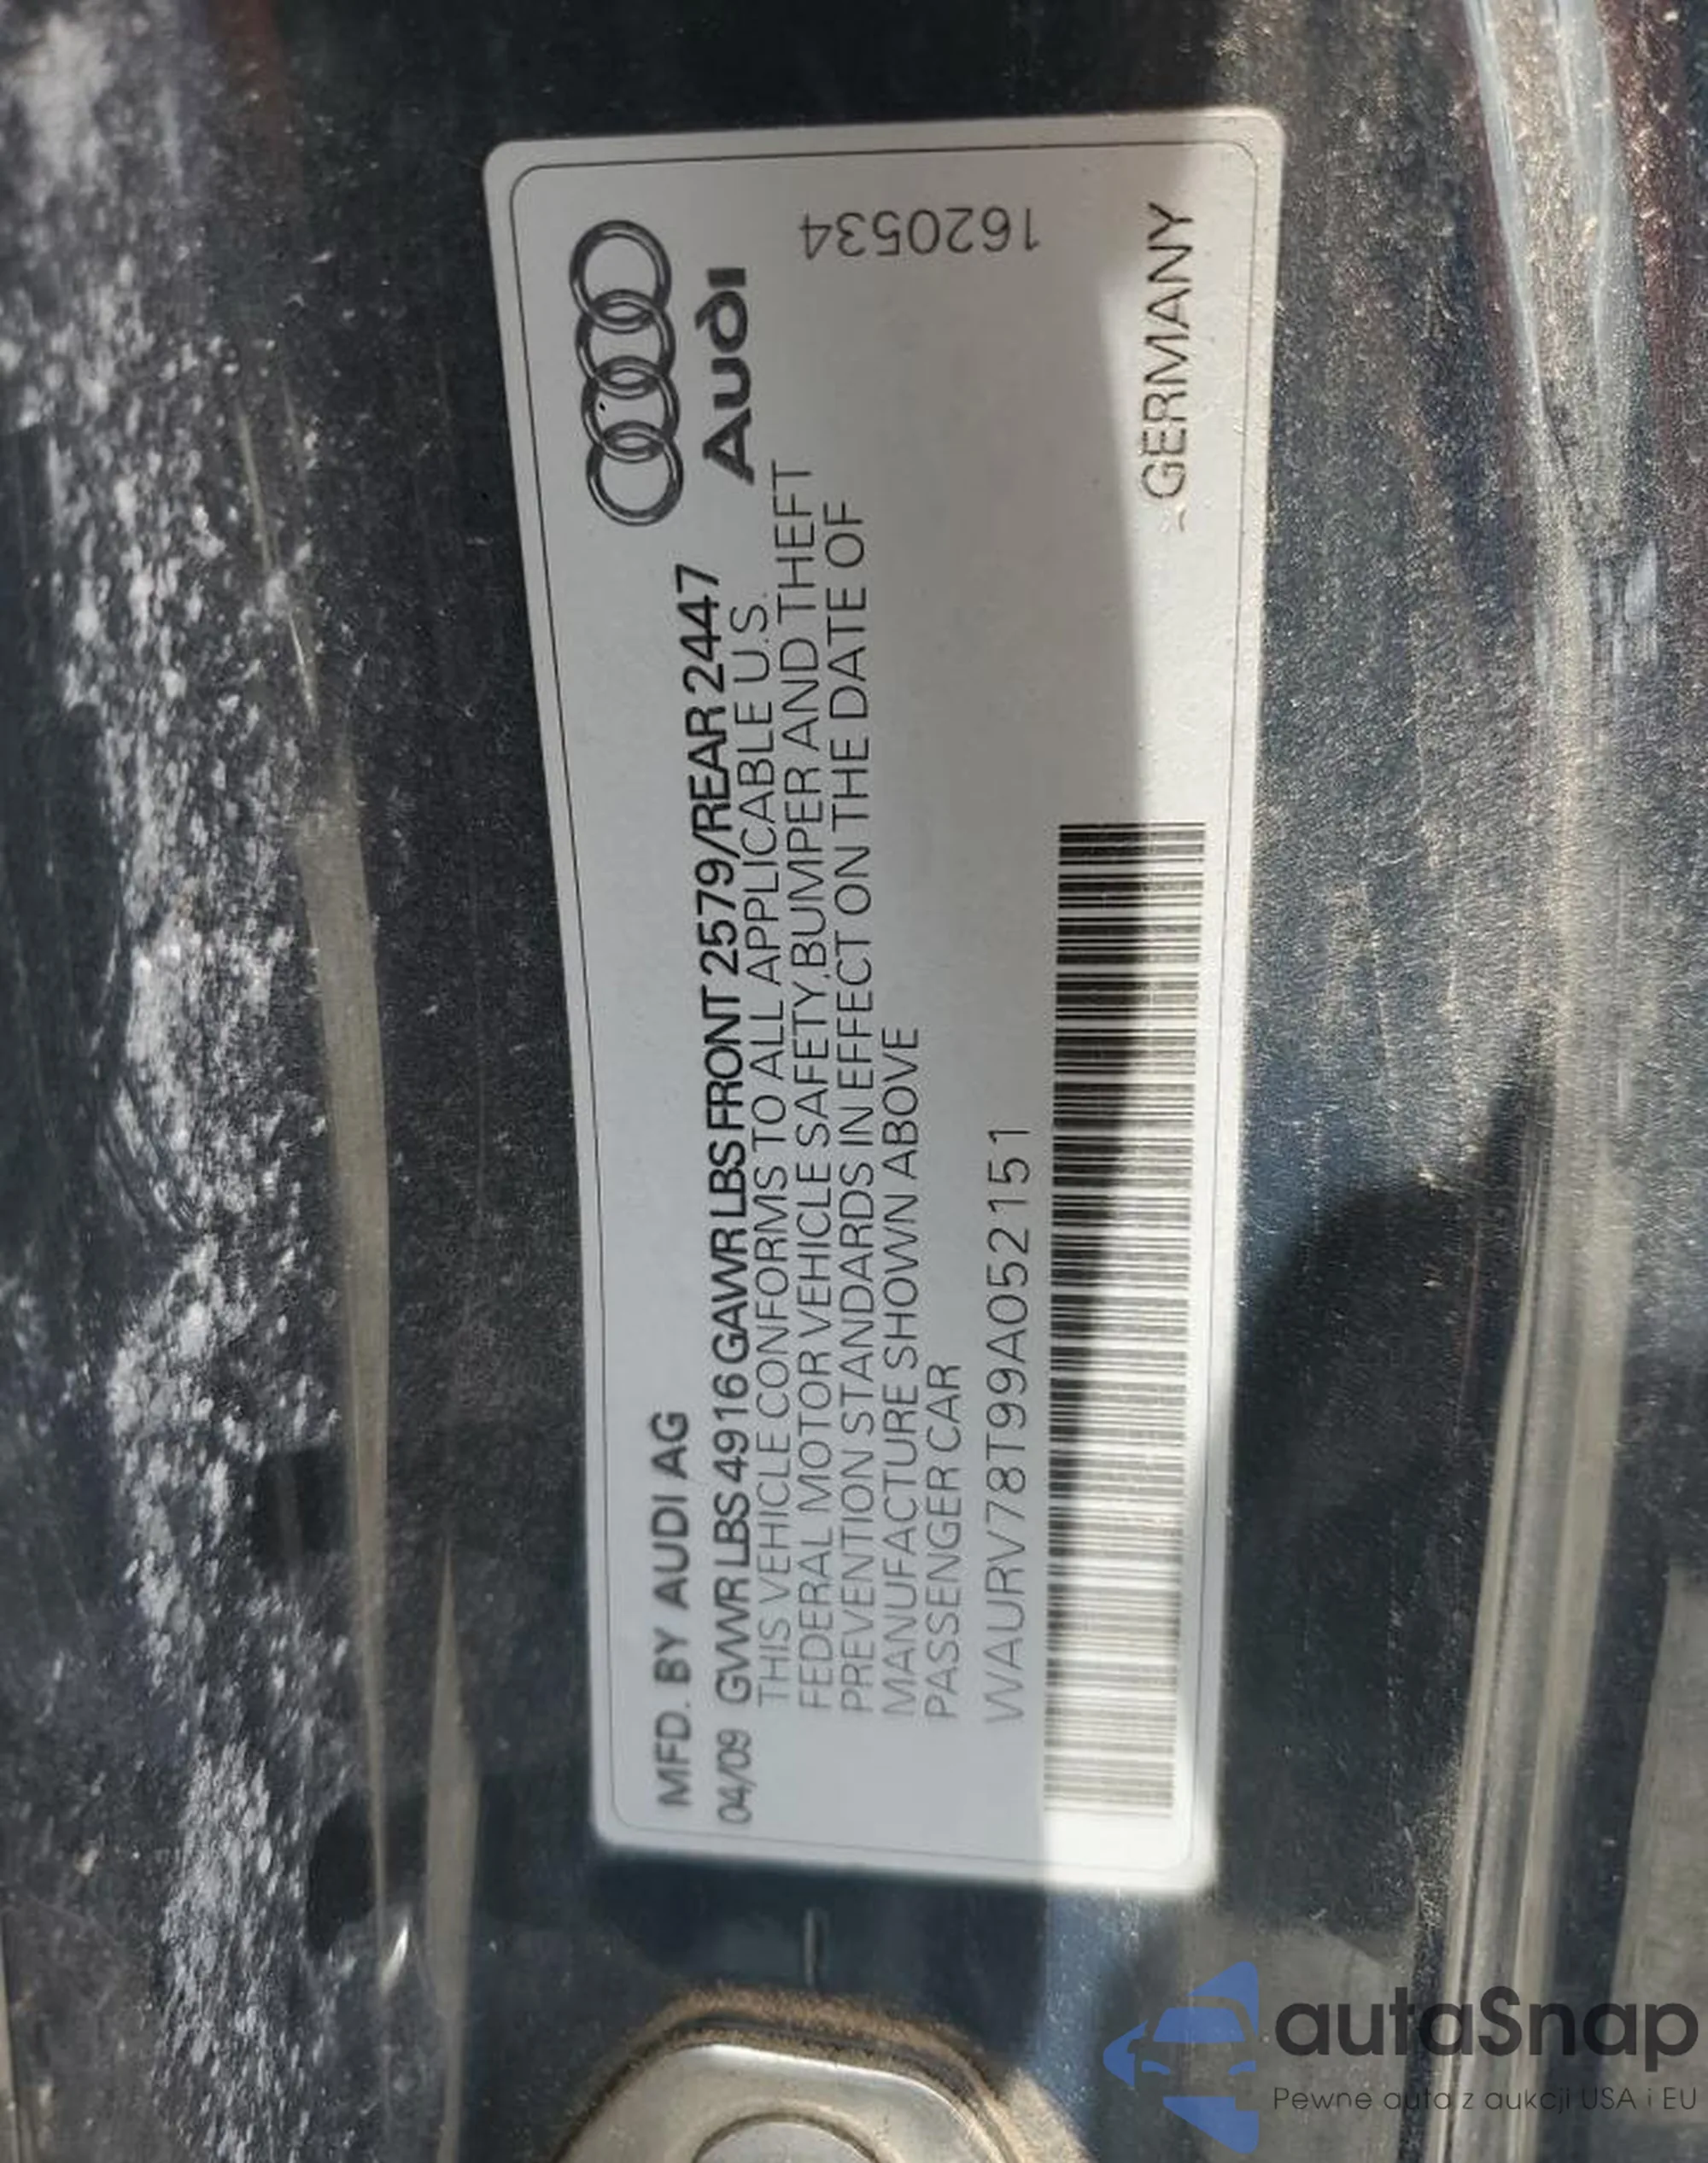 MFD. BY AUDI AG
04/09 GVWR LBS 4916 GAWR LBS FRONT 2579/REAR 2447
THIS VEHICLE CONFORMS TO ALL APPLICABLE U.S.
FEDERAL MOTOR VEHICLE SAFETY, BUMPER AND THEFT
PREVENTION STANDARDS IN EFFECT ON THE DATE OF
MANUFACTURE SHOWN ABOVE
PASSENGER CAR
WAURV78T99A052151
Audi
1620534
GERMANY
autaSnap
Pewne auta z aukcji USA i EU